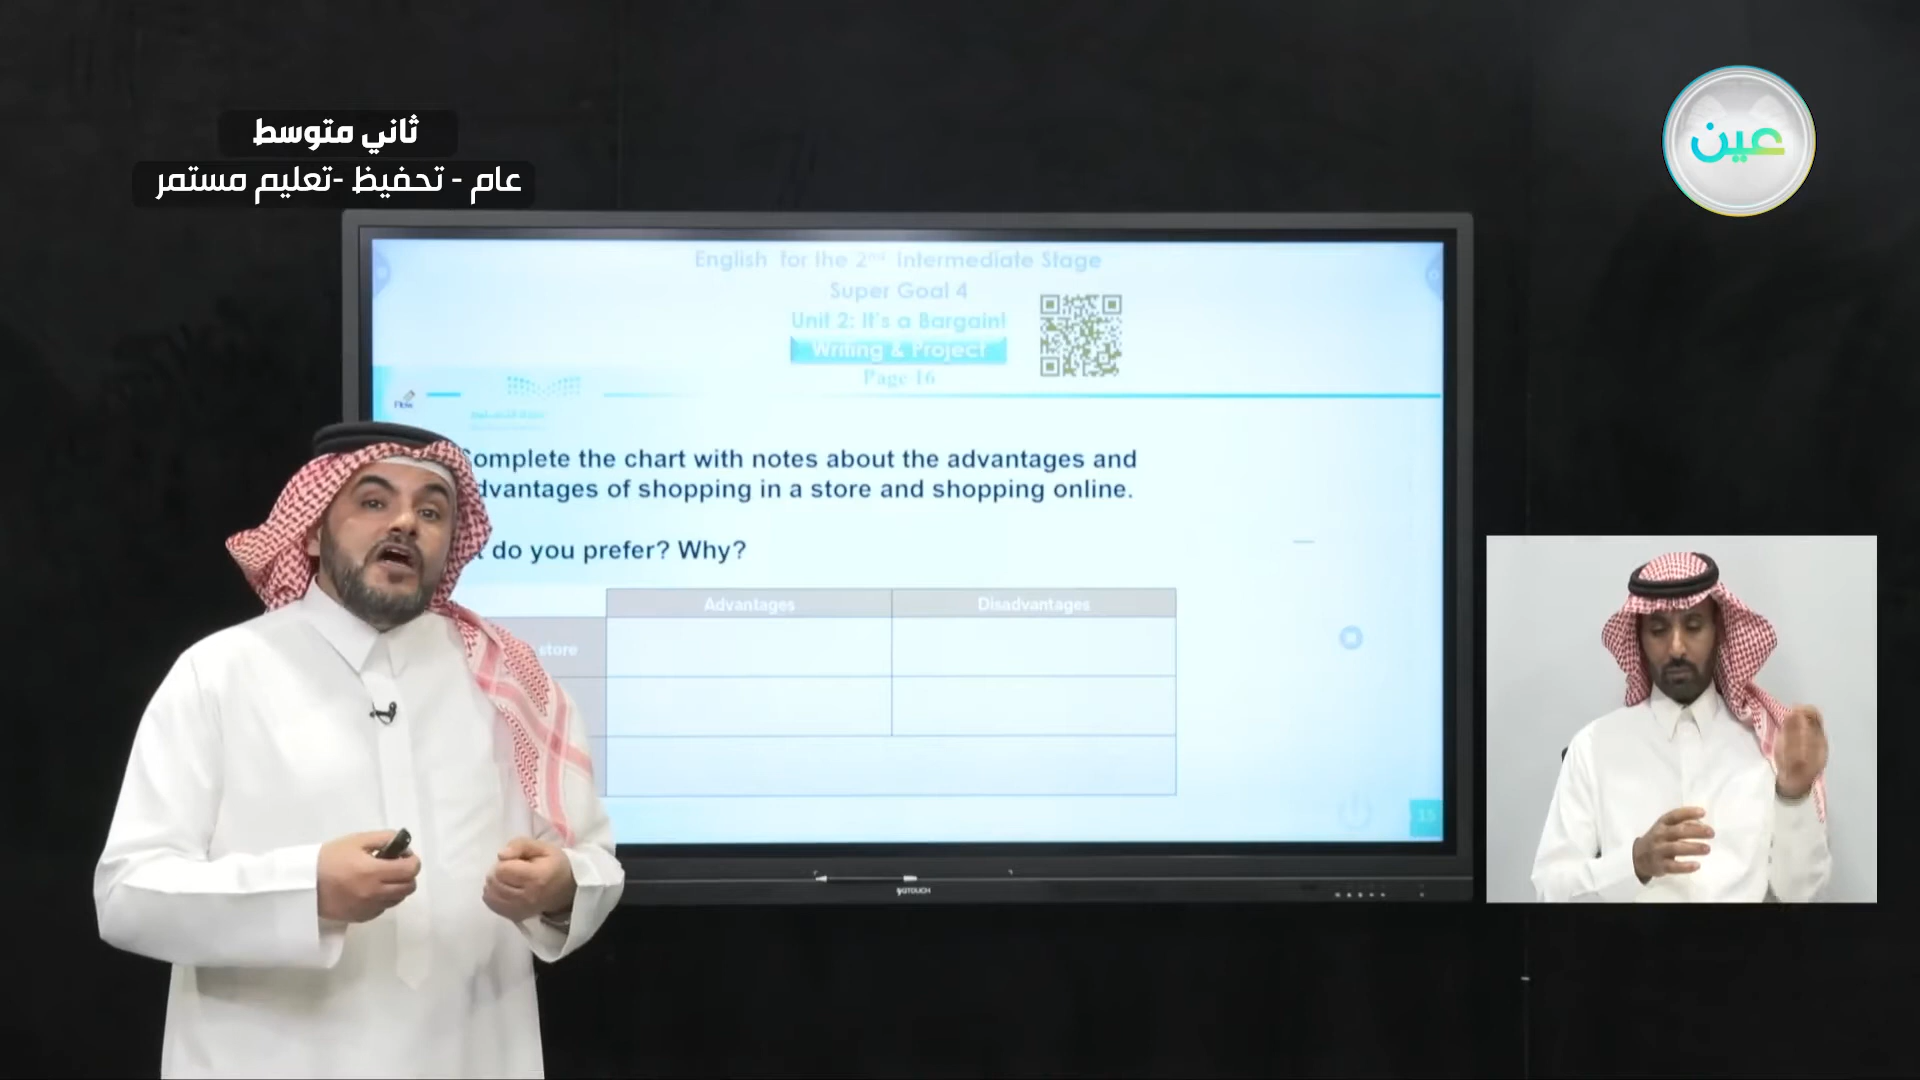 ثاني متوسط
عام - تحفيظ -تعليم مستمر
عين
English for the 2nd Intermediate Stage
Super Goal 4
Unit 2: It's a Bargain!
Writing & Project
Page 16
omplete the chart with notes about the advantages and
dvantages of shopping in a store and shopping online.
do you prefer? Why?
Advantages
Disadvantages
store
15